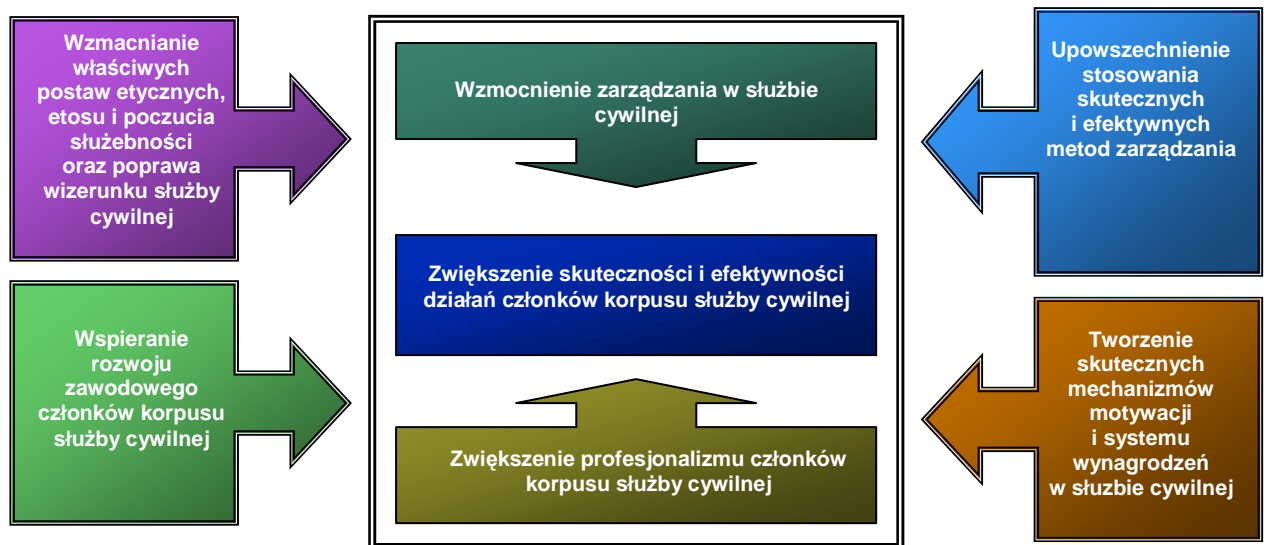 Wzmacnianie
właściwych
postaw etycznych,
etosu i poczucia
służebności
oraz poprawa
wizerunku służby
cywilnej
Wspieranie
rozwoju
zawodowego
członków korpusu
służby cywilnej
Wzmocnienie zarządzania w służbie
cywilnej
Zwiększenie skuteczności i efektywności
działań członków korpusu służby cywilnej
Zwiększenie profesjonalizmu członków
korpusu służby cywilnej
Upowszechnienie
stosowania
skutecznych
i efektywnych
metod zarządzania
Tworzenie
skutecznych
mechanizmów
motywacji
i systemu
wynagrodzeń
w słuzbie cywilnej